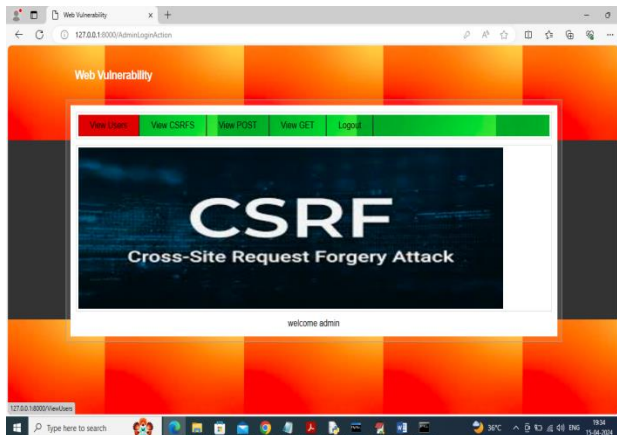 Web Vulnerability
127.0.0.1:8000/AdminLoginAction
Web Vulnerability
View Users View CSRFS View POST View GET Logout
CSRF
Cross-Site Request Forgery Attack
welcome admin
127.0.0.1:8000/ViewUsers
Type here to search
36°C ENG 19:34
15-04-2024